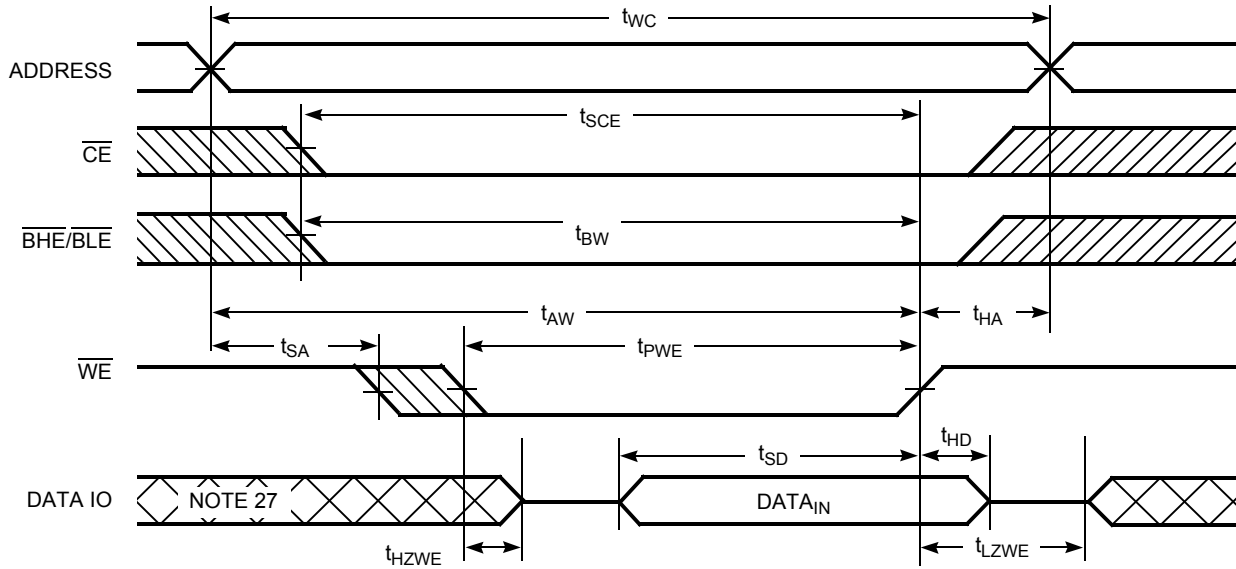 tWC
ADDRESS
tSCE
CE
BHE/BLE
tBW
tAW
tHA
tSA
tPWE
WE
tHD
tSD
DATA IO
NOTE 27
DATAIN
tHZWE
tLZWE